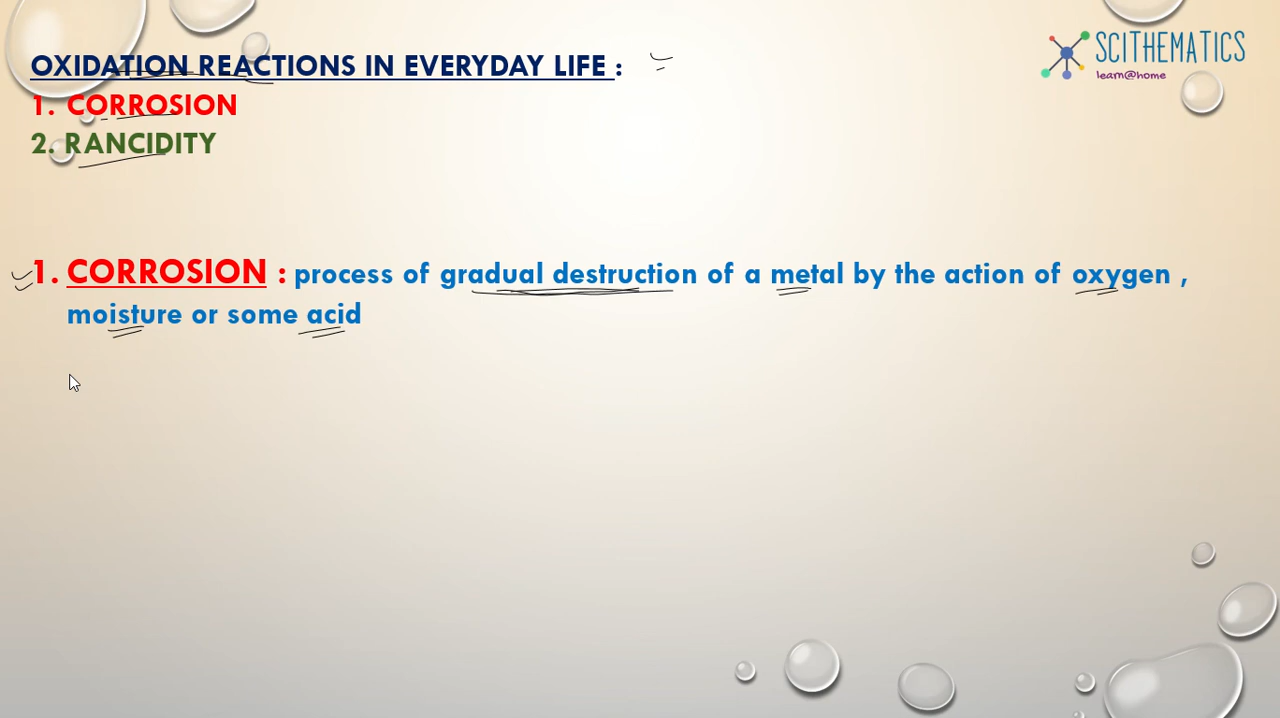 OXIDATION REACTIONS IN EVERYDAY LIFE :
SCITHEMATICS
learn@home
1. CORROSION
2. RANCIDITY
1. CORROSION : process of gradual destruction of a metal by the action of oxygen ,
moisture or some acid